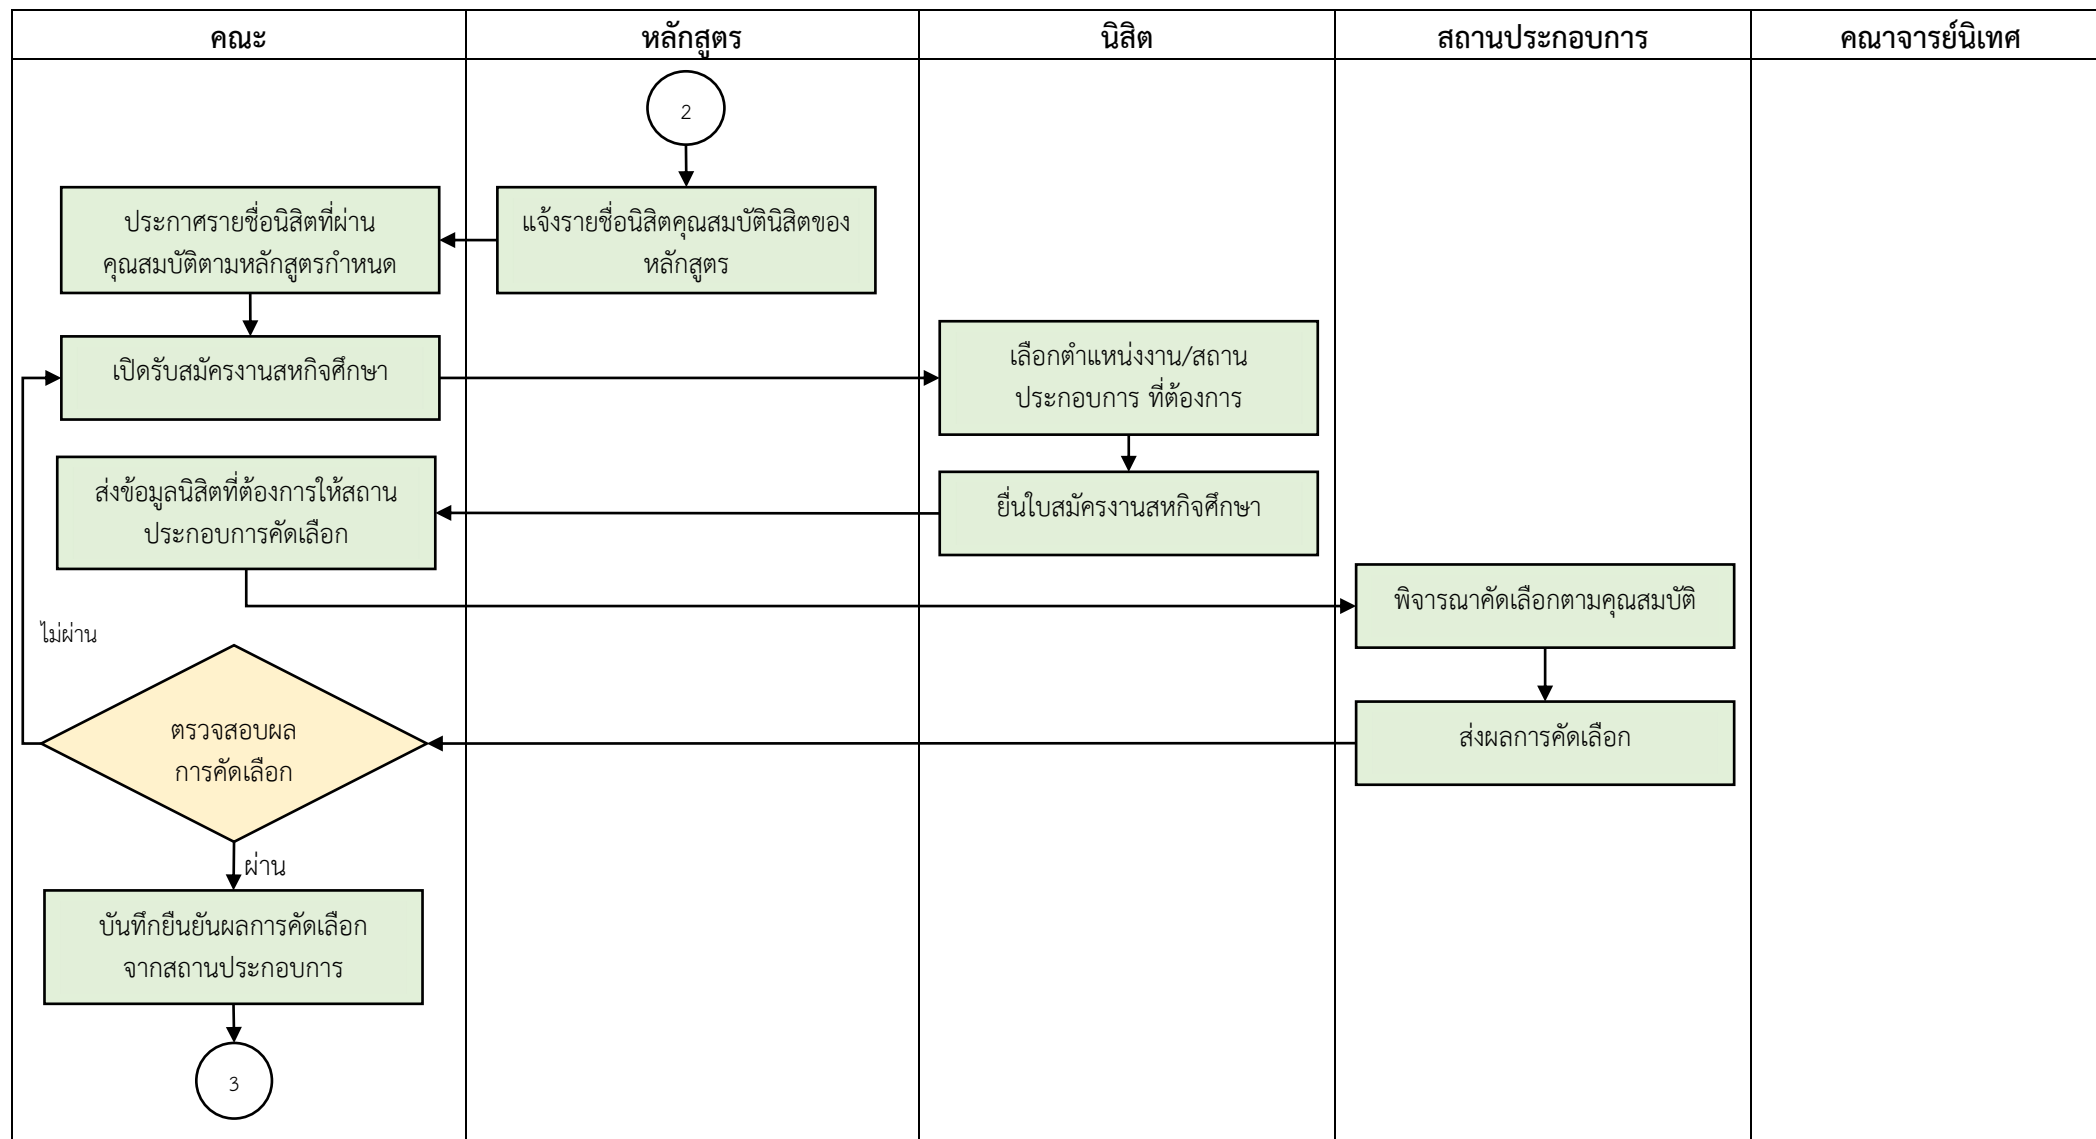 คณะ
หลักสูตร
นิสิต
สถานประกอบการ
คณาจารย์นิเทศ
2
ประกาศรายชื่อนิสิตที่ผ่าน
คุณสมบัติตามหลักสูตรกำหนด
แจ้งรายชื่อนิสิตคุณสมบัตินิสิตของ
หลักสูตร
เปิดรับสมัครงานสหกิจศึกษา
เลือกตำแหน่งงาน/สถาน
ประกอบการ ที่ต้องการ
ส่งข้อมูลนิสิตที่ต้องการให้สถาน
ประกอบการคัดเลือก
ยื่นใบสมัครงานสหกิจศึกษา
พิจารณาคัดเลือกตามคุณสมบัติ
ไม่ผ่าน
ตรวจสอบผล
การคัดเลือก
ส่งผลการคัดเลือก
ผ่าน
บันทึกยืนยันผลการคัดเลือก
จากสถานประกอบการ
3